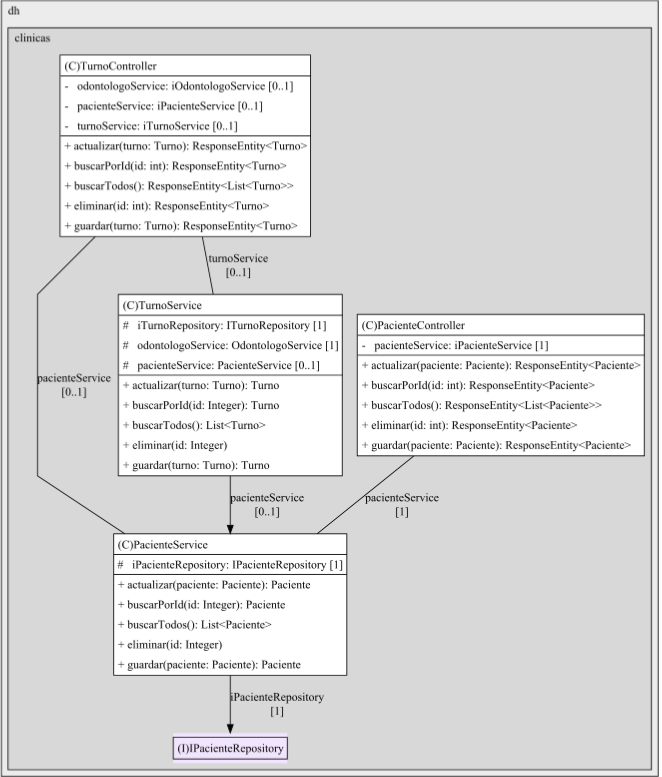 dh
clinicas
(C)TurnoController
- odontologoService: iOdontologoService [0..1]
- pacienteService: iPacienteService [0..1]
- turnoService: iTurnoService [0..1]
+ actualizar(turno: Turno): ResponseEntity<Turno>
+ buscarPorId(id: int): ResponseEntity<Turno>
+ buscarTodos(): ResponseEntity<List<Turno>>
+ eliminar(id: int): ResponseEntity<Turno>
+ guardar(turno: Turno): ResponseEntity<Turno>
turnoService
[0..1]
(C)TurnoService
# iTurnoRepository: ITurnoRepository [1]
# odontologoService: OdontologoService [1]
# pacienteService: PacienteService [0..1]
+ actualizar(turno: Turno): Turno
+ buscarPorId(id: Integer): Turno
+ buscarTodos(): List<Turno>
+ eliminar(id: Integer)
+ guardar(turno: Turno): Turno
(C)PacienteController
- pacienteService: iPacienteService [1]
+ actualizar(paciente: Paciente): ResponseEntity<Paciente>
+ buscarPorId(id: int): ResponseEntity<Paciente>
+ buscarTodos(): ResponseEntity<List<Paciente>>
+ eliminar(id: int): ResponseEntity<Paciente>
+ guardar(paciente: Paciente): ResponseEntity<Paciente>
pacienteService
[0..1]
pacienteService
[0..1]
pacienteService
[1]
(C)PacienteService
# iPacienteRepository: IPacienteRepository [1]
+ actualizar(paciente: Paciente): Paciente
+ buscarPorId(id: Integer): Paciente
+ buscarTodos(): List<Paciente>
+ eliminar(id: Integer)
+ guardar(paciente: Paciente): Paciente
iPacienteRepository
[1]
(I)IPacienteRepository